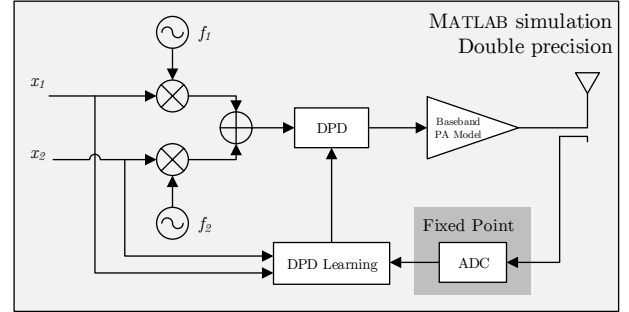 MATLAB simulation
Double precision
f1
x1
DPD
Baseband
PA Model
x2
f2
Fixed Point
DPD Learning
ADC